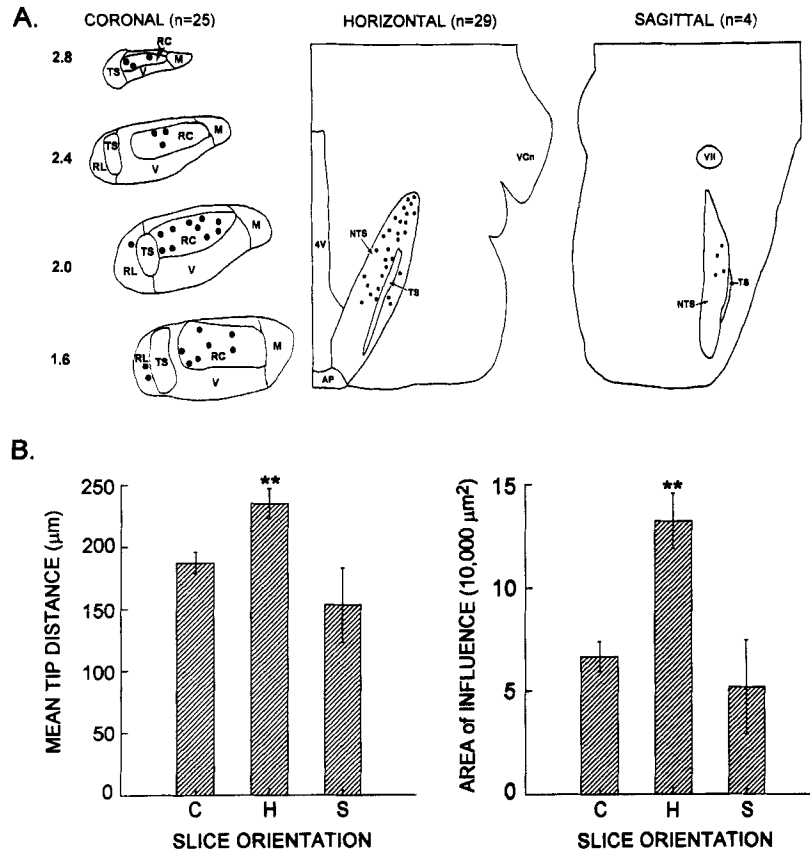 A.
CORONAL (n=25)
HORIZONTAL (n=29)
SAGITTAL (n=4)
2.8
RC
TS
V
M
2.4
TS
RL
RC
V
M
2.0
RL
TS
RC
V
M
1.6
RL
TS
RC
V
M
4V
NTS
TS
AP
VCn
VII
NTS
TS
B.
MEAN TIP DISTANCE (µm)
250
200
150
100
50
0
**
C H S
SLICE ORIENTATION
AREA of INFLUENCE (10,000 µm²)
15
10
5
0
**
C H S
SLICE ORIENTATION